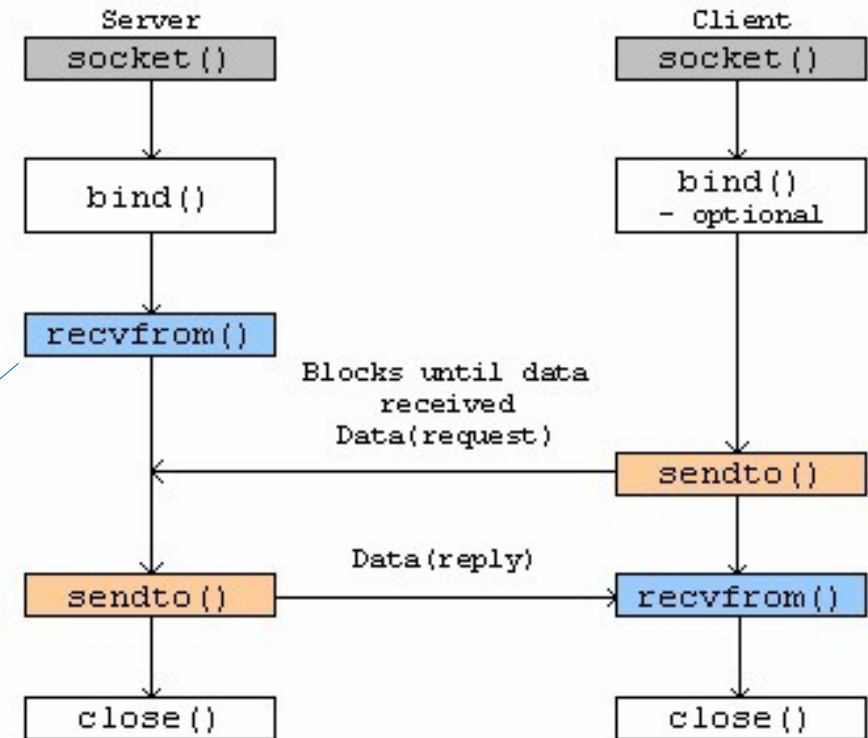 Server
Client
socket()
socket()
bind()
bind()
- optional
recvfrom()
Blocks until data
received
Data(request)
sendto()
Data(reply)
sendto()
recvfrom()
close()
close()